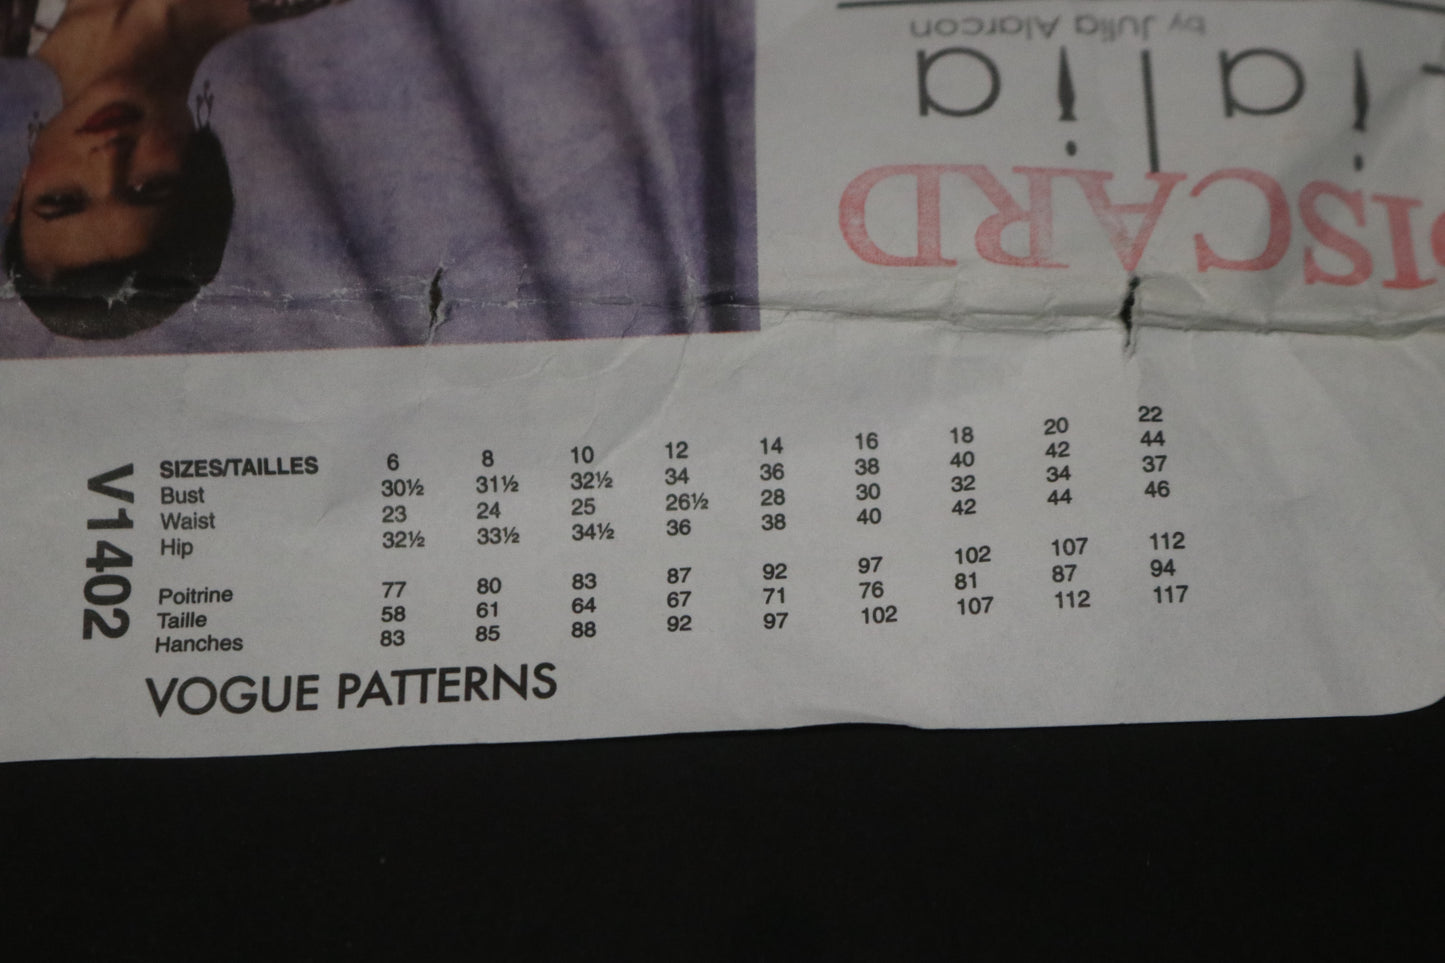 SIZES/TAILLES 6 8 10 12 14 16 18 20 22
Bust 30½ 31½ 32½ 34 36 38 40 42 44
Waist 23 24 25 26½ 28 30 32 34 37
Hip 32½ 33½ 34½ 36 38 40 42 44 46
Poitrine 77 80 83 87 92 97 102 107 112
Taille 58 61 64 67 71 76 81 87 94
Hanches 83 85 88 92 97 102 107 112 117
VOGUE PATTERNS
V1402
DISCARD
ialia
by Julia Alarcon